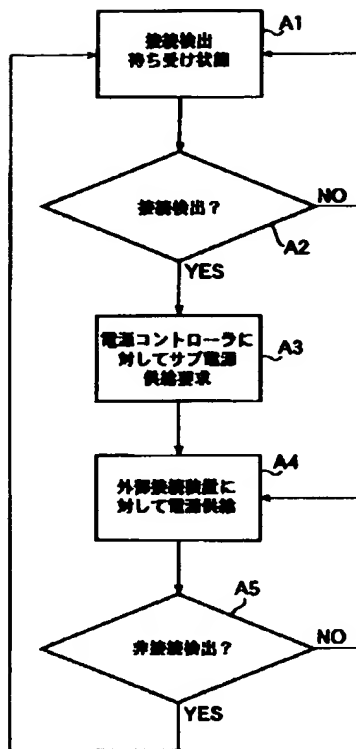 A1
接続検出
待ち受け状態
接続検出？
NO
A2
YES
電源コントローラに
対してサブ電源
供給要求
A3
A4
外部接続装置に
対して電源供給
A5
非接続検出？
NO
YES